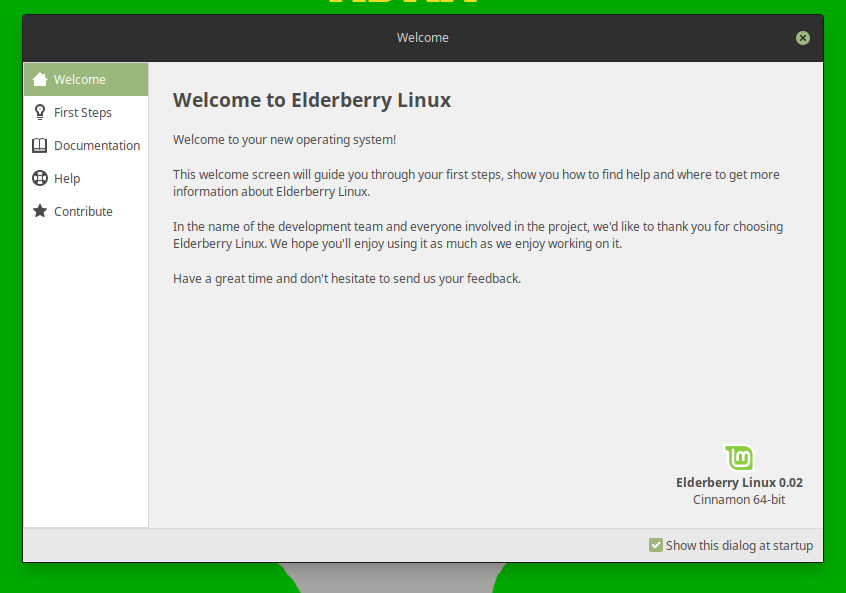 Welcome
Welcome
First Steps
Documentation
Help
Contribute
Welcome to Elderberry Linux
Welcome to your new operating system!
This welcome screen will guide you through your first steps, show you how to find help and where to get more
information about Elderberry Linux.
In the name of the development team and everyone involved in the project, we'd like to thank you for choosing
Elderberry Linux. We hope you'll enjoy using it as much as we enjoy working on it.
Have a great time and don't hesitate to send us your feedback.
Elderberry Linux 0.02
Cinnamon 64-bit
Show this dialog at startup